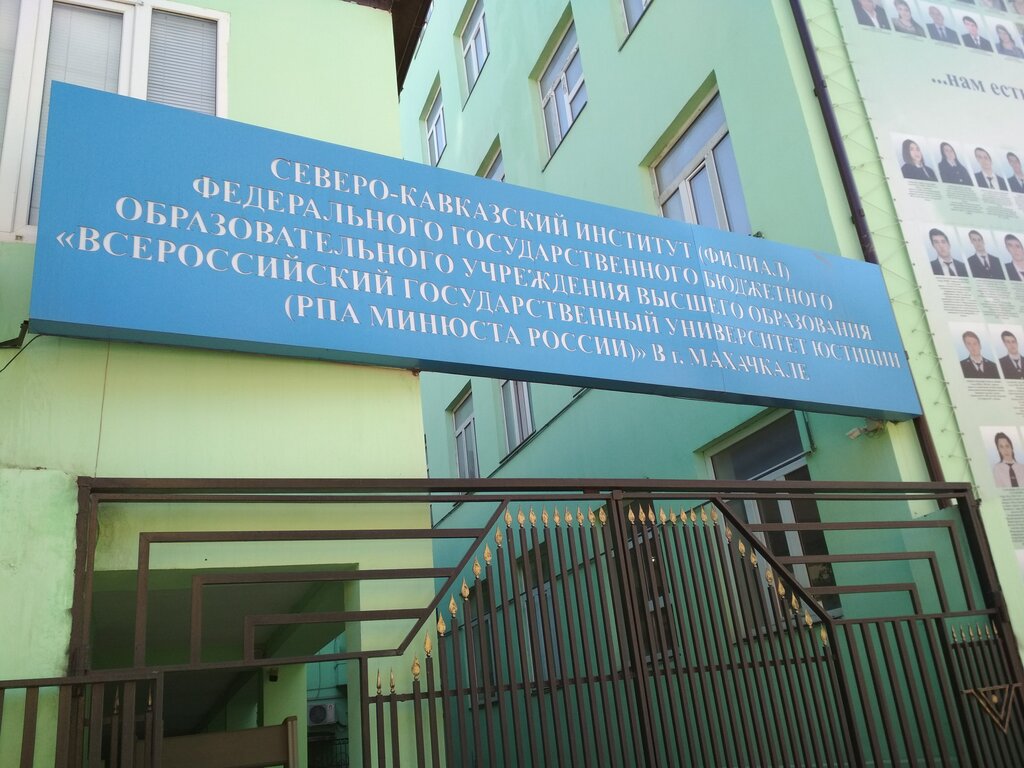 СЕВЕРО-КАВКАЗСКИЙ ИНСТИТУТ (ФИЛИАЛ)
ФЕДЕРАЛЬНОГО ГОСУДАРСТВЕННОГО БЮДЖЕТНОГО
ОБРАЗОВАТЕЛЬНОГО УЧРЕЖДЕНИЯ ВЫСШЕГО ОБРАЗОВАНИЯ
«ВСЕРОССИЙСКИЙ ГОСУДАРСТВЕННЫЙ УНИВЕРСИТЕТ ЮСТИЦИИ
(РПА МИНЮСТА РОССИИ)» В г. МАХАЧКАЛЕ
...нам есть